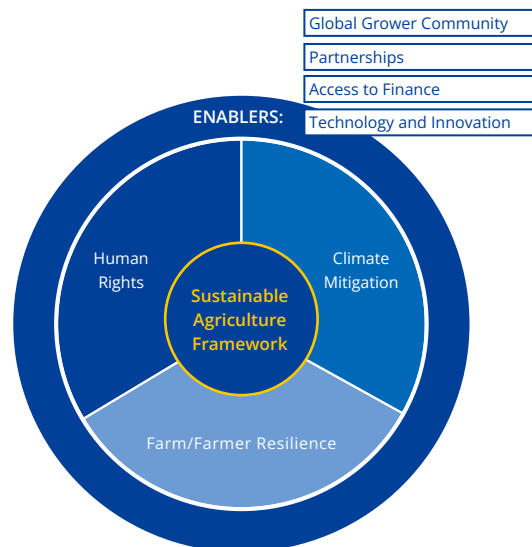 Global Grower Community
Partnerships
Access to Finance
ENABLERS:
Technology and Innovation
Human
Rights
Climate
Mitigation
Sustainable
Agriculture
Framework
Farm/Farmer Resilience